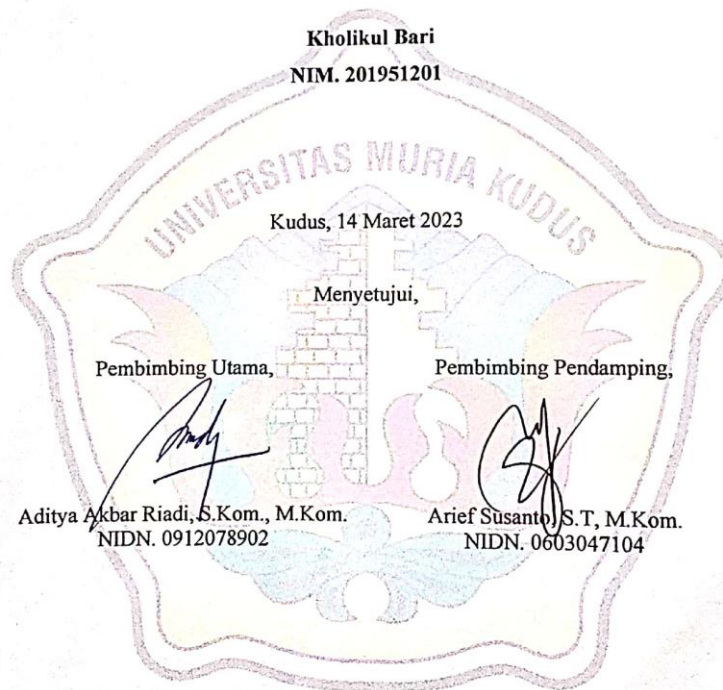 Kholikul Bari
NIM. 201951201
UNIVERSITAS MURIA KUDUS
Kudus, 14 Maret 2023
Menyetujui,
Pembimbing Utama,
Pembimbing Pendamping,
Aditya Akbar Riadi, S.Kom., M.Kom.
NIDN. 0912078902
Arief Susanto, S.T, M.Kom.
NIDN. 0603047104